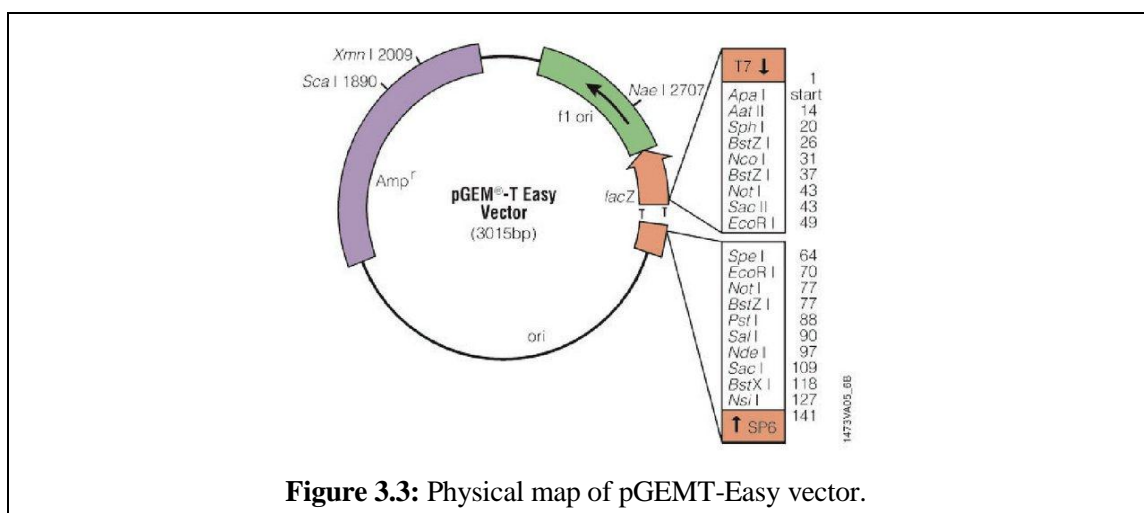 Xmn I 2009
Sca I 1890
Nae I 2707
f1 ori
Ampʳ
pGEM®-T Easy
Vector
(3015bp)
lacZ
T T
ori
T7 ↓
1
Apa I start
Aat II 14
Sph I 20
BstZ I 26
Nco I 31
BstZ I 37
Not I 43
Sac II 43
EcoR I 49
Spe I 64
EcoR I 70
Not I 77
BstZ I 77
Pst I 88
Sal I 90
Nde I 97
Sac I 109
BstX I 118
Nsi I 127
141
↑ SP6
1473VA05_6B
Figure 3.3: Physical map of pGEMT-Easy vector.